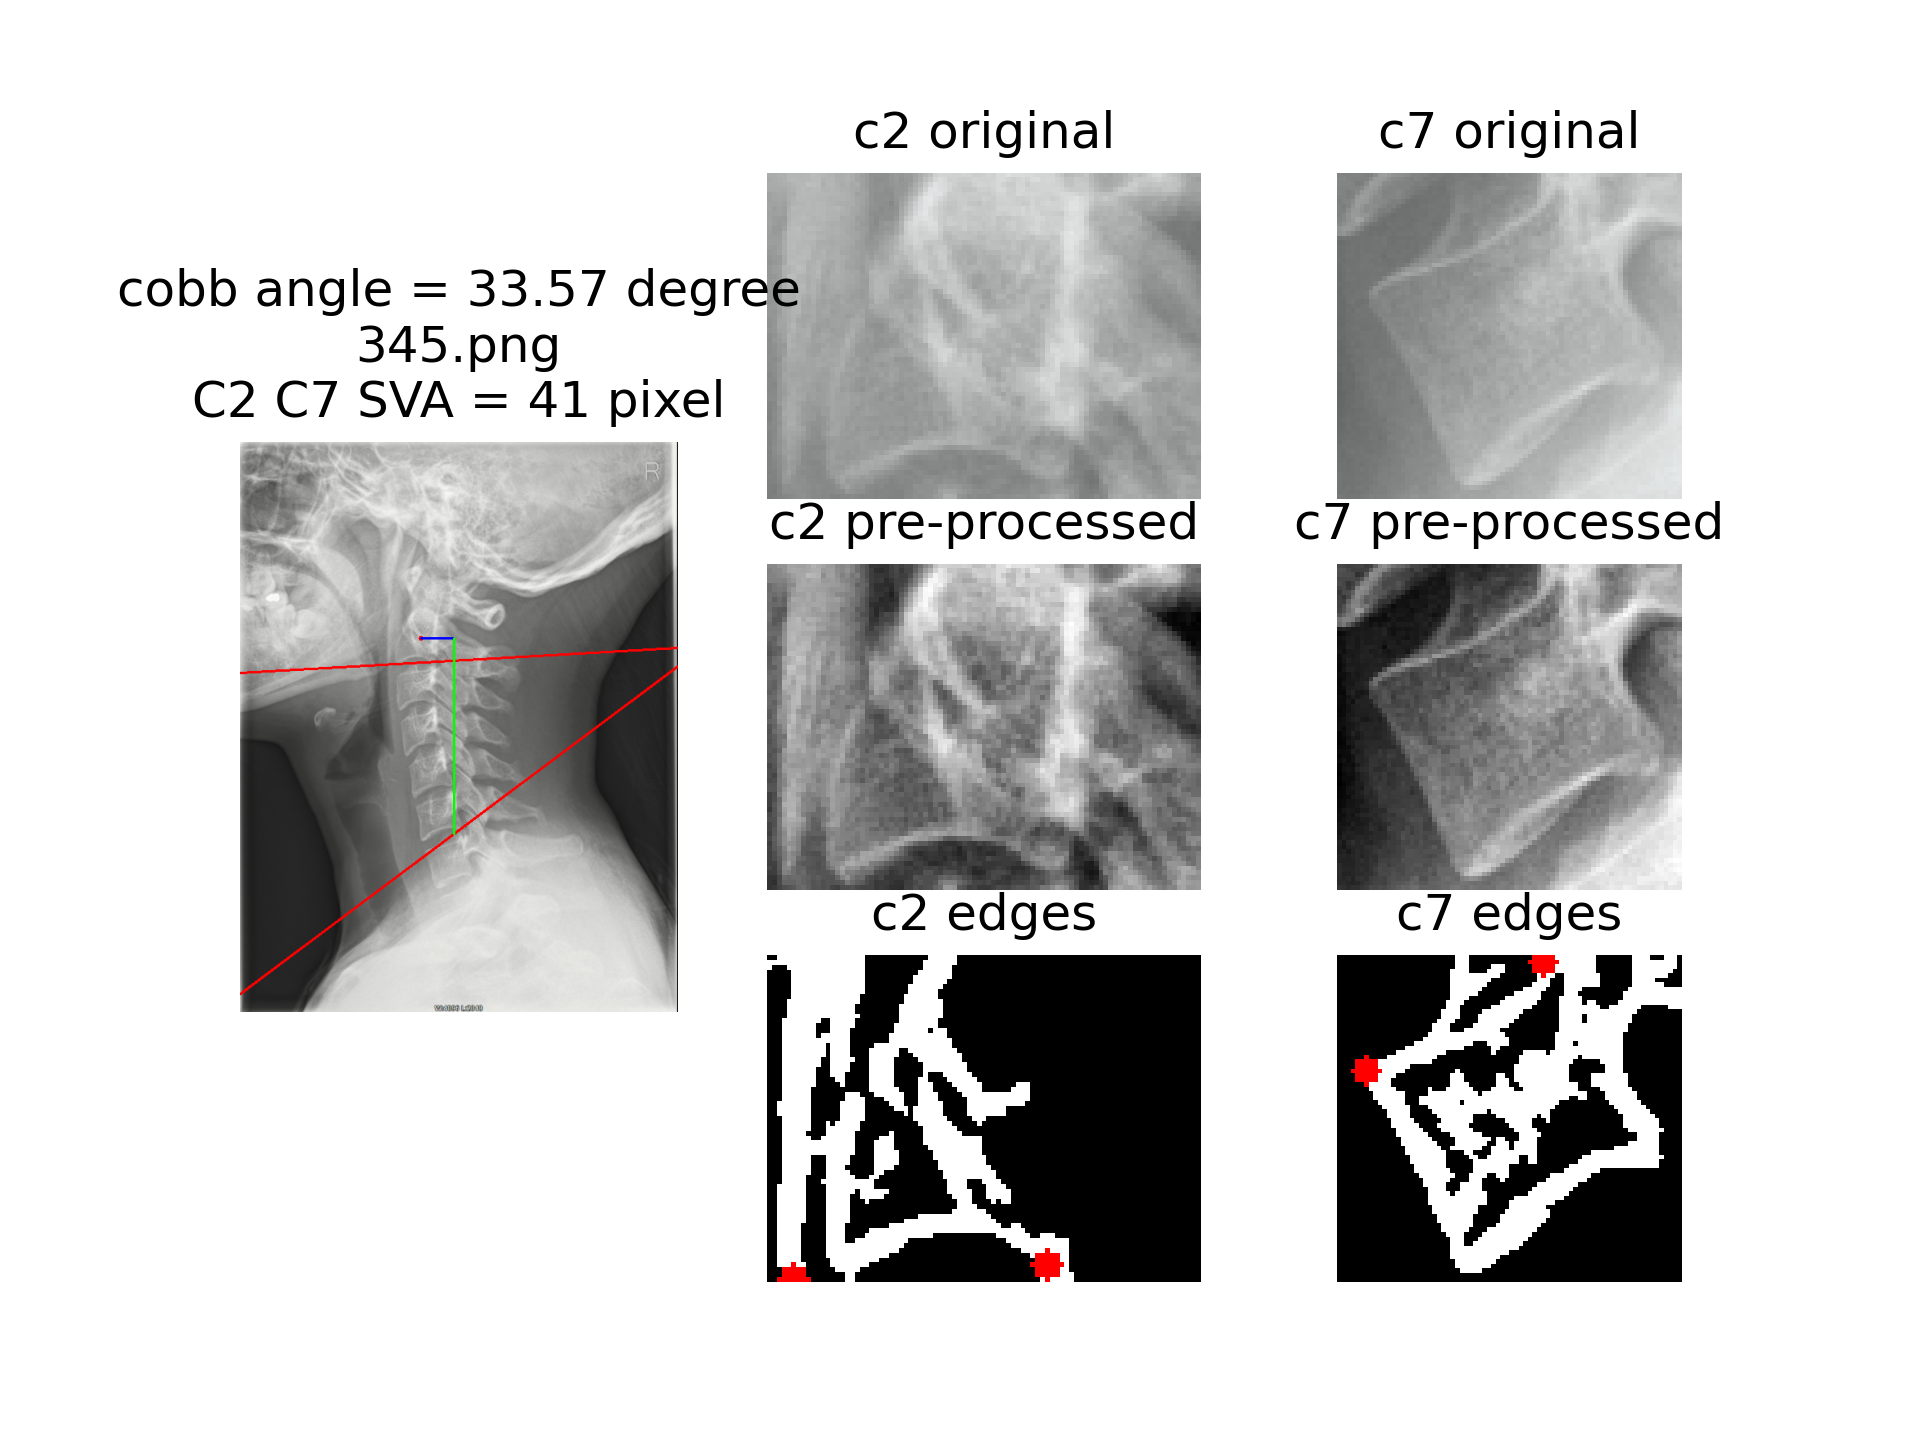 cobb angle = 33.57 degree
345.png
C2 C7 SVA = 41 pixel
R
c2 original
c7 original
c2 pre-processed
c7 pre-processed
c2 edges
c7 edges